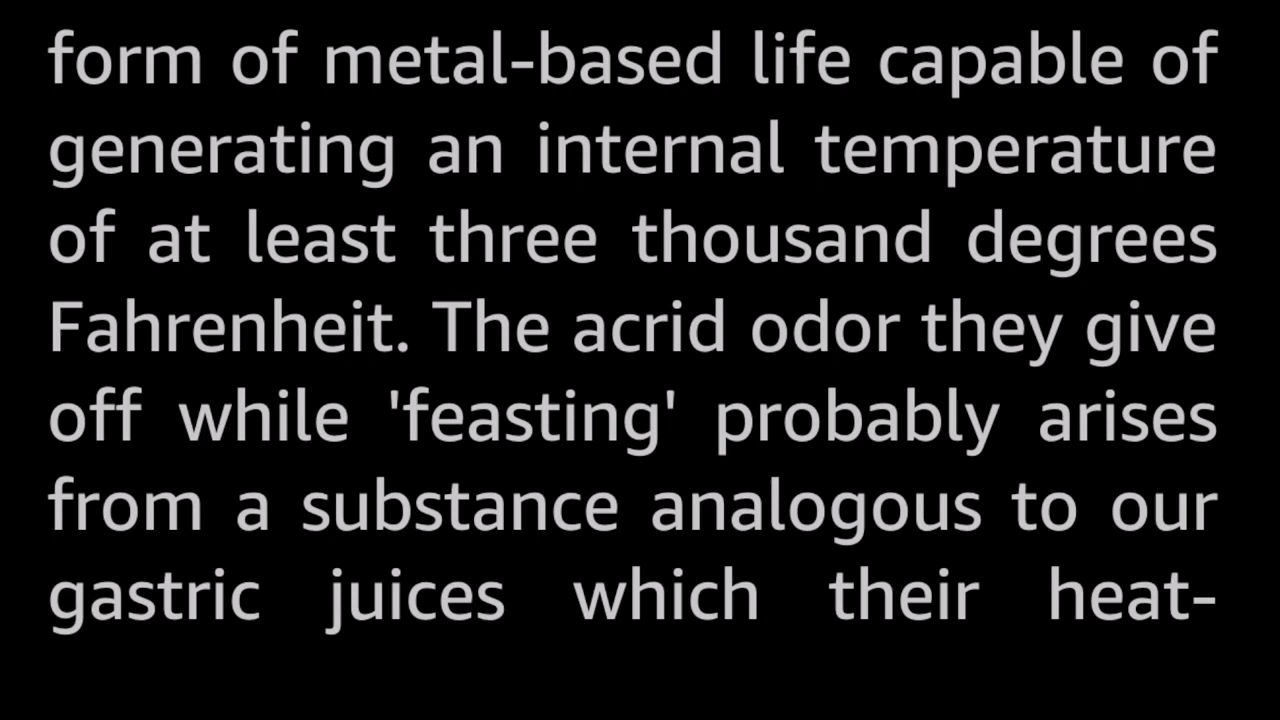 form of metal-based life capable of
generating an internal temperature
of at least three thousand degrees
Fahrenheit. The acrid odor they give
off while 'feasting' probably arises
from a substance analogous to our
gastric juices which their heat-